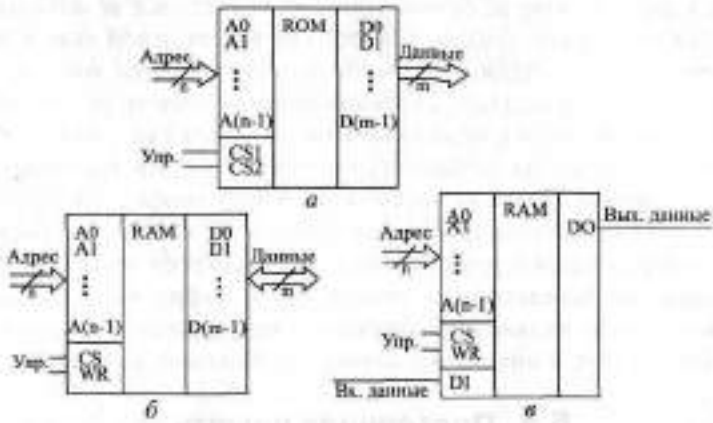 A0 ROM D0
A1 D1
Адрес
n
Данные
m
A(n-1) D(m-1)
Упр.
CS1
CS2
а
A0 RAM D0
A1 D1
Адрес
n
Данные
m
A(n-1) D(m-1)
Упр.
CS
WR
б
A0 RAM
A1 DO Вых. данные
Адрес
n
A(n-1)
Упр.
CS
WR
DI
Вх. данные
в